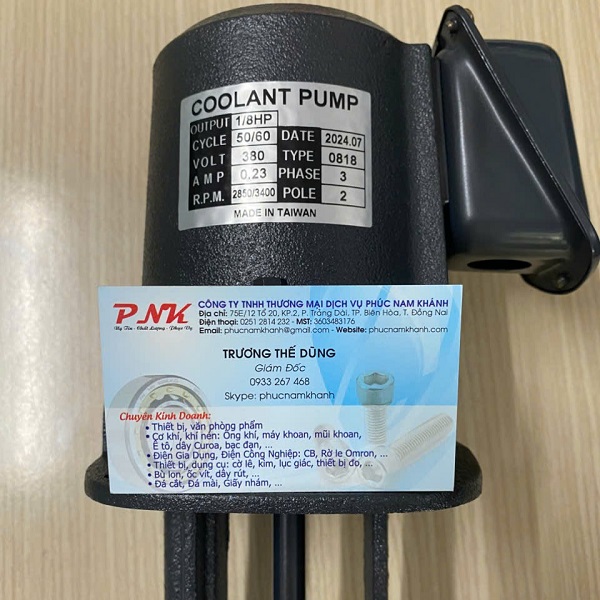 COOLANT PUMP
OUTPUT 1/8HP
CYCLE 50/60 DATE 2024.07
VOLT 380 TYPE 0818
AMP 0.23 PHASE 3
R.P.M. 2850/3400 POLE 2
MADE IN TAIWAN
PNK
Uy Tín - Chất Lượng - Phục Vụ
CÔNG TY TNHH THƯƠNG MẠI DỊCH VỤ PHÚC NAM KHÁNH
Địa chỉ: 75E/12 Tổ 20, KP.2, P. Trảng Dài, TP. Biên Hòa, T. Đồng Nai
Điện thoại: 0251 2814 232 - MST: 3603483176
Email: phucnamkhanh@gmail.com - Website: phucnamkhanh.com
TRƯƠNG THẾ DŨNG
Giám Đốc
0933 267 468
Skype: phucnamkhanh
Chuyên Kinh Doanh:
• Thiết bị, văn phòng phẩm
• Cơ khí, khí nén: Ống khí, máy khoan, mũi khoan,
Ê tô, dây Curoa, bạc đạn, ...
• Điện Gia Dụng, Điện Công Nghiệp: CB, Rờ le Omron, ...
• Thiết bị, dụng cụ: cờ lê, kìm, lục giác, thiết bị đo, ...
• Bù lon, ốc vít, dây rút, ...
• Đá cắt, Đá mài, Giấy nhám, ...